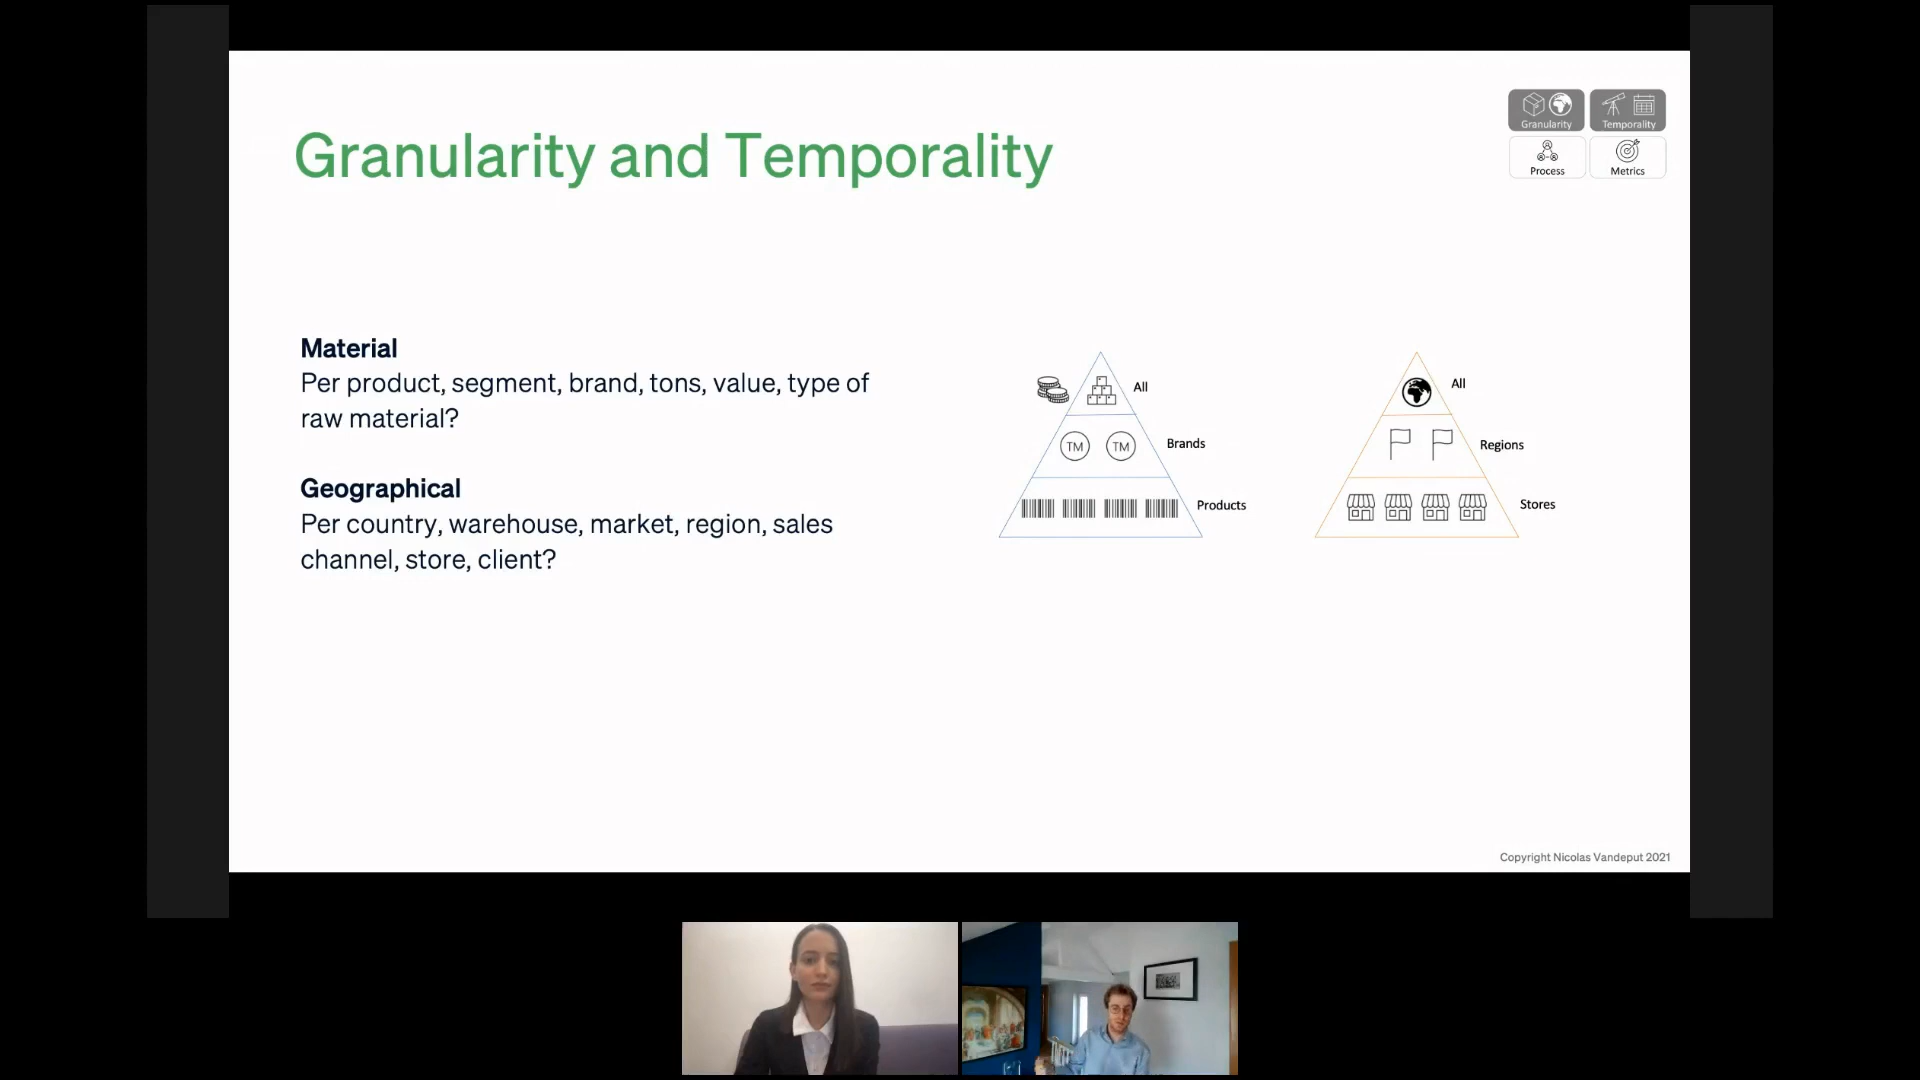 Granularity and Temporality
Granularity
Temporality
Process
Metrics
Material
Per product, segment, brand, tons, value, type of
raw material?
Geographical
Per country, warehouse, market, region, sales
channel, store, client?
All
TM TM
Brands
Products
All
Regions
Stores
Copyright Nicolas Vandeput 2021